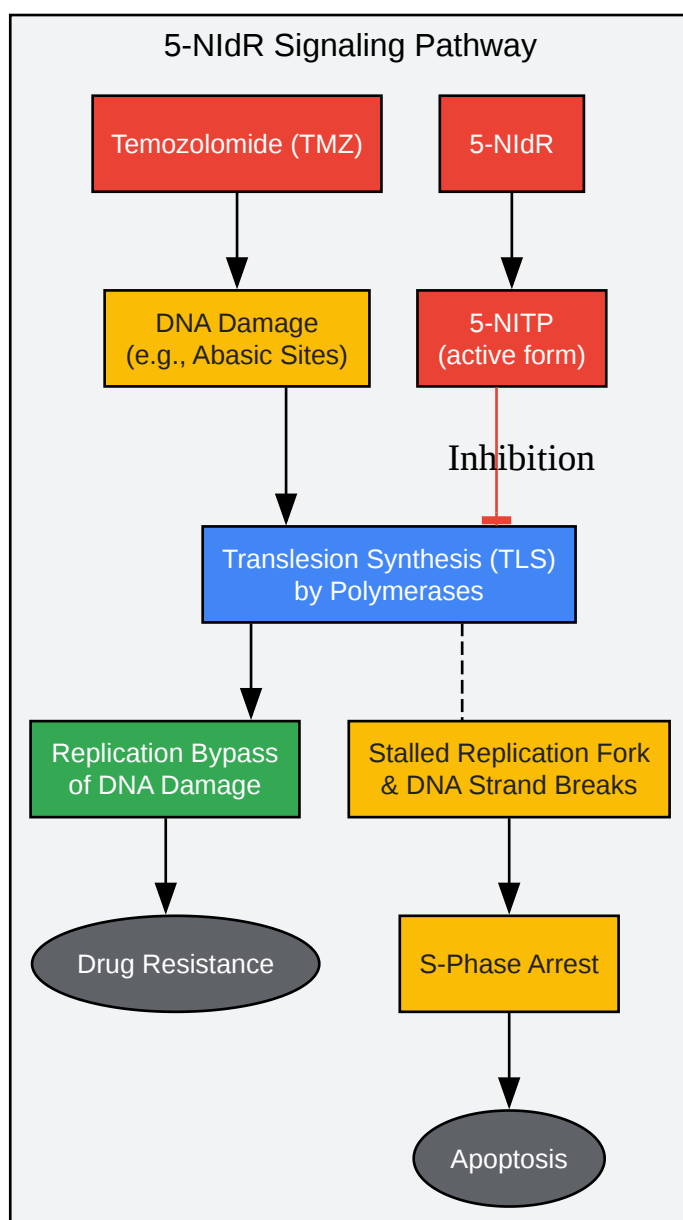 5-NIdR Signaling Pathway
Temozolomide (TMZ)
5-NIdR
DNA Damage
(e.g., Abasic Sites)
5-NITP
(active form)
Inhibition
Translesion Synthesis (TLS)
by Polymerases
Replication Bypass
of DNA Damage
Stalled Replication Fork
& DNA Strand Breaks
Drug Resistance
S-Phase Arrest
Apoptosis